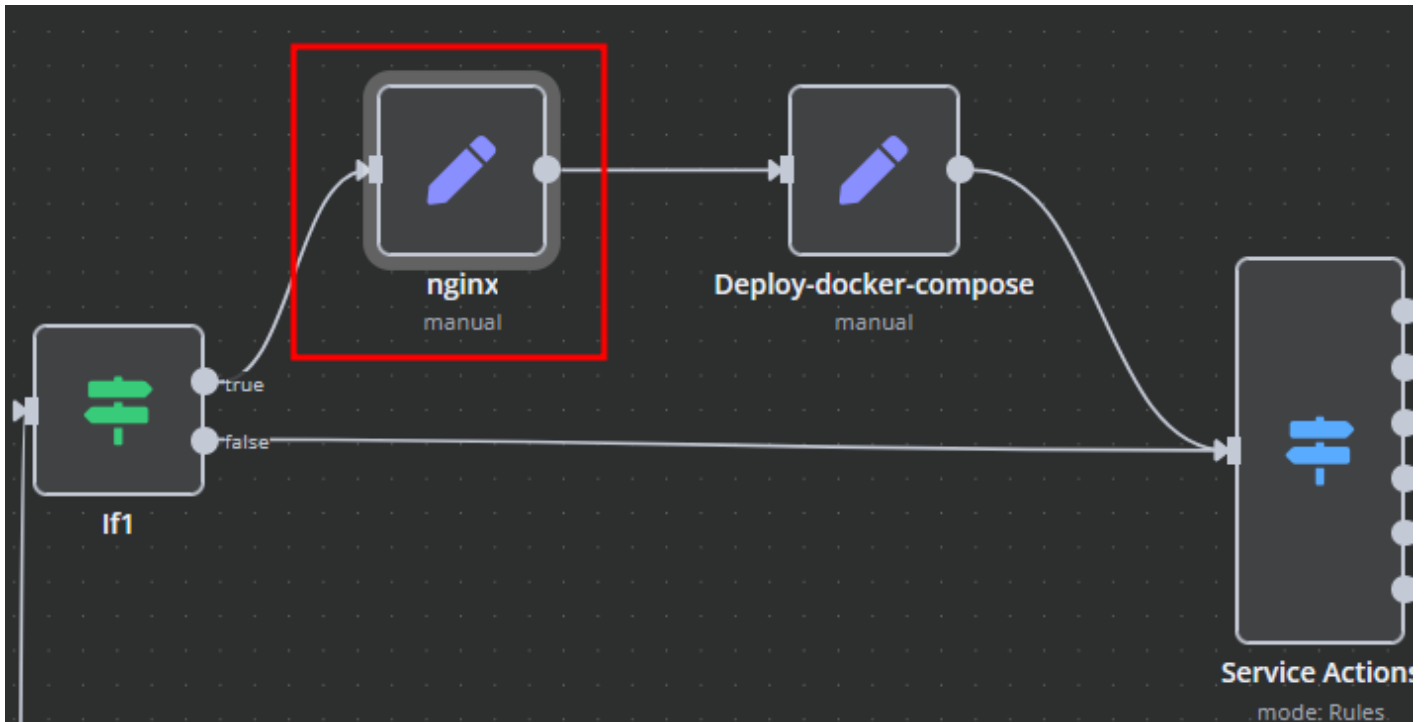 nginx
manual
Deploy-docker-compose
manual
true
false
If1
Service Actions
mode: Rules